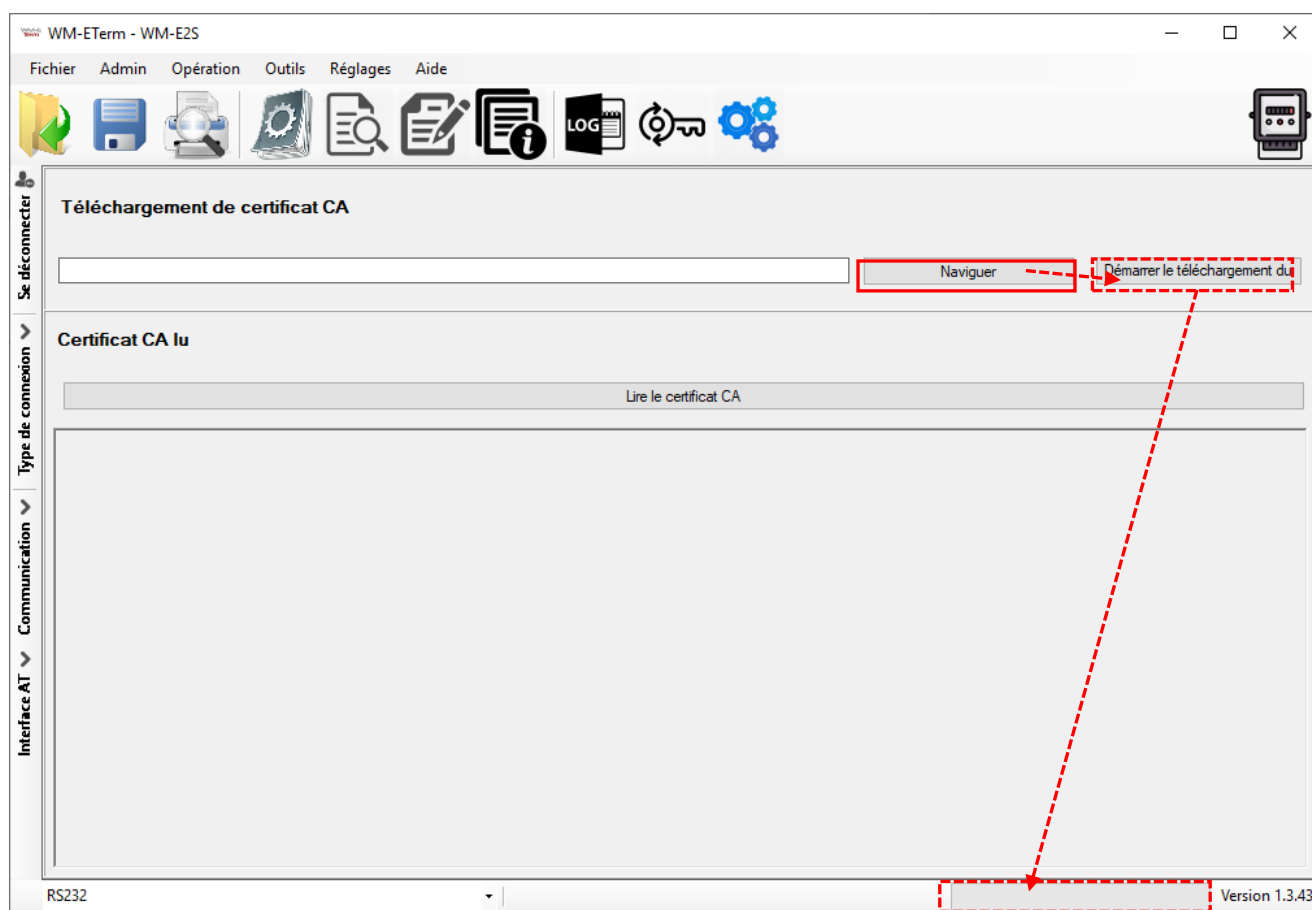 WM-E Term WM-ETerm - WM-E2S
Fichier Admin Opération Outils Réglages Aide
LOG
Se déconnecter
Type de connexion
Communication
Interface AT
Téléchargement de certificat CA
Naviguer
Démarrer le téléchargement du
Certificat CA lu
Lire le certificat CA
RS232
Version 1.3.43